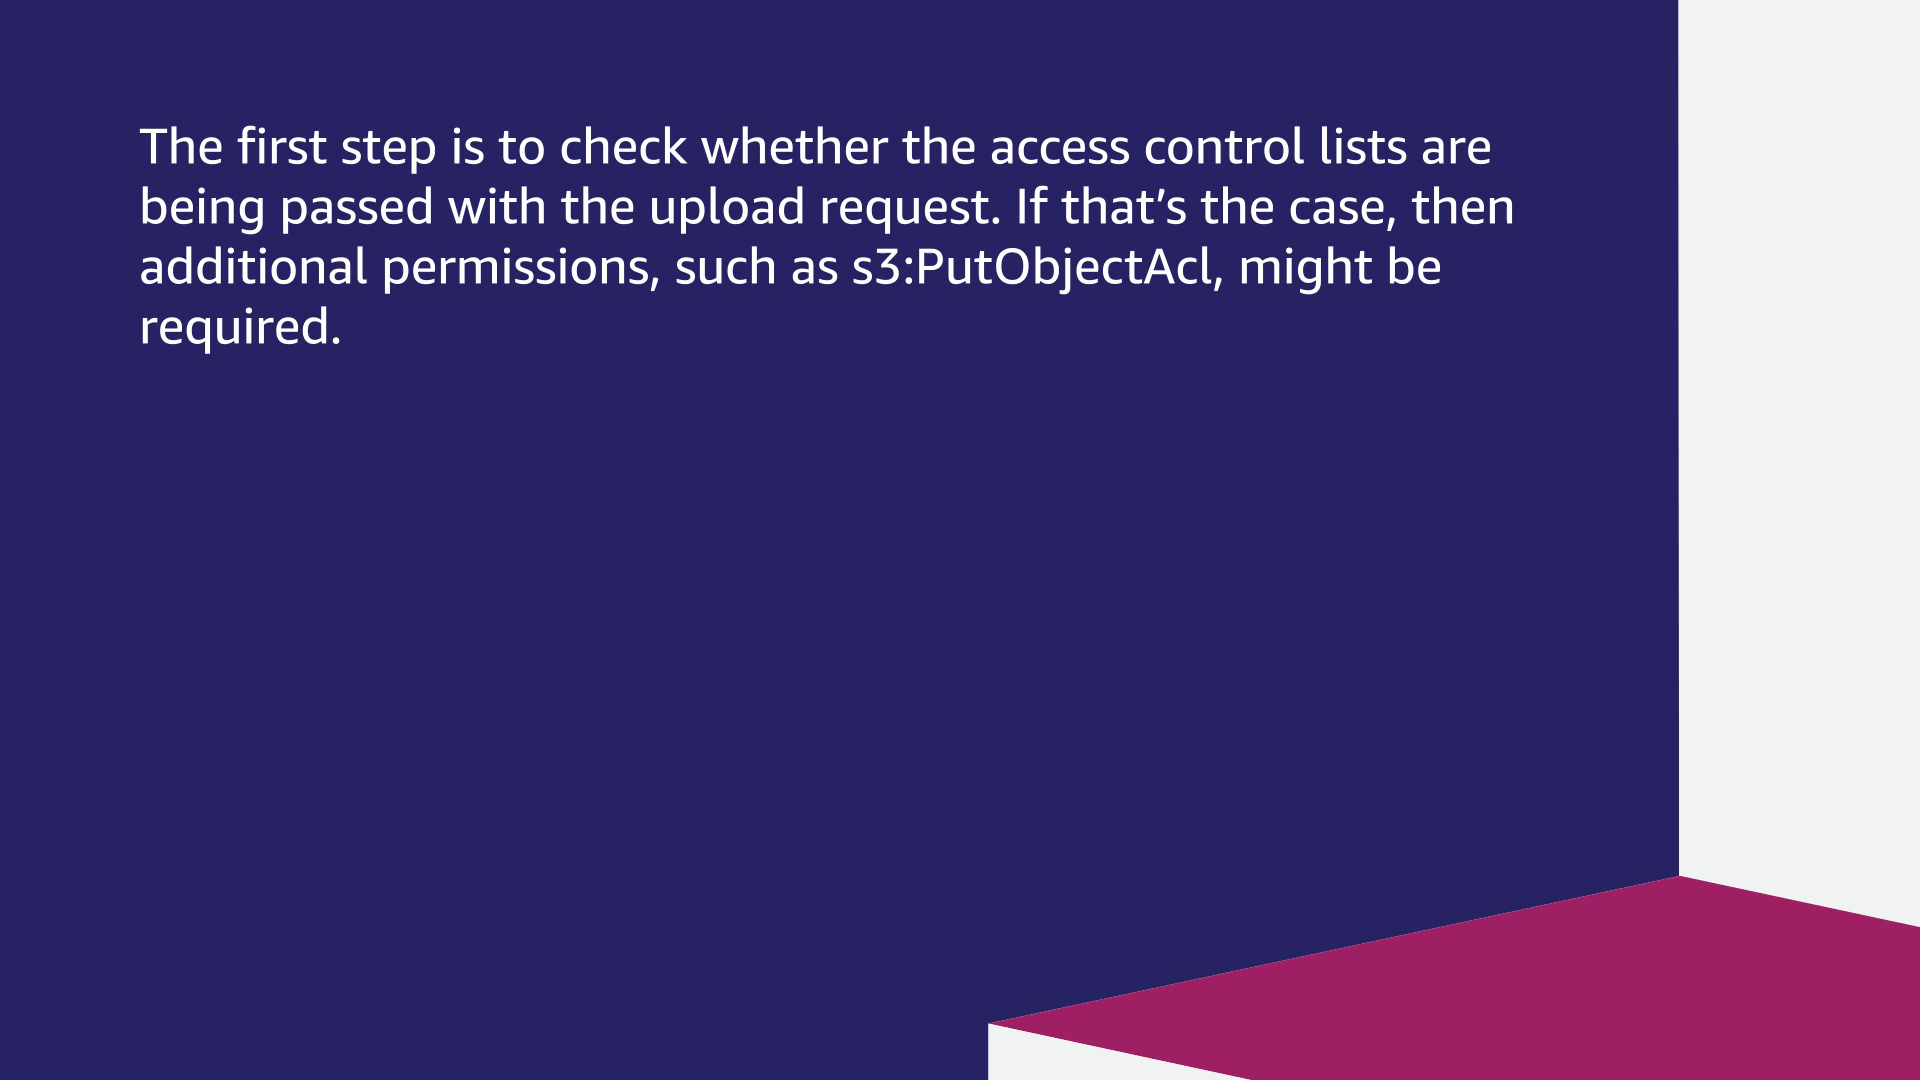 The first step is to check whether the access control lists are
being passed with the upload request. If that’s the case, then
additional permissions, such as s3:PutObjectAcl, might be
required.